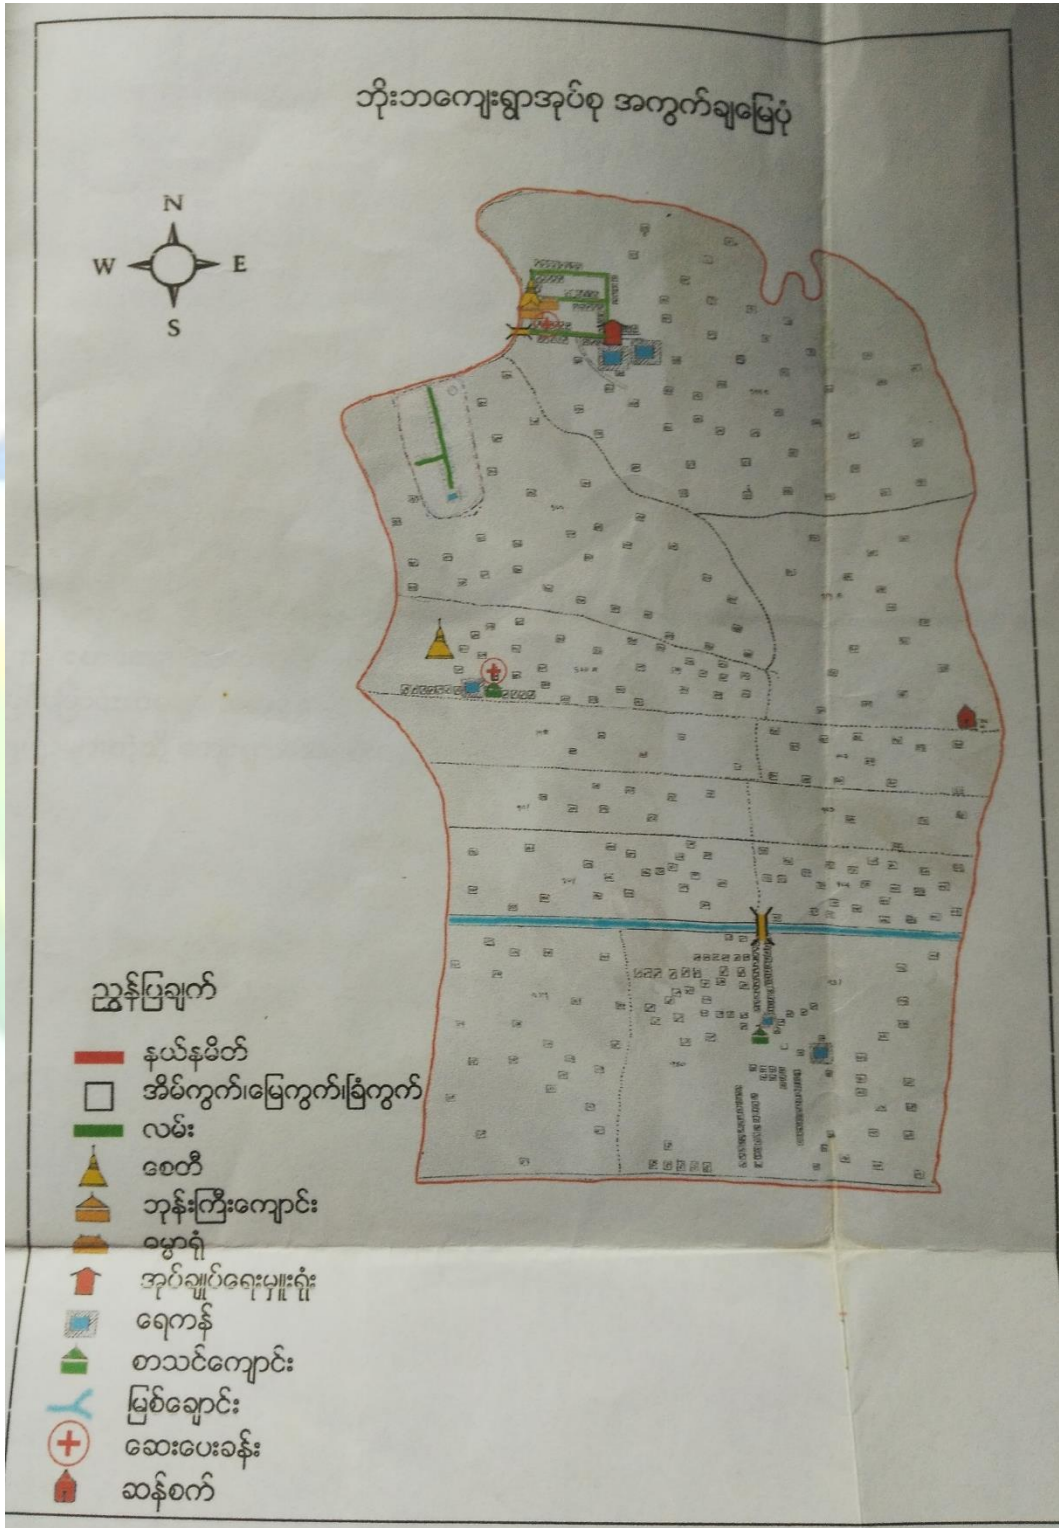 ဘိုးဘကျေးရွာအုပ်စု အကွက်ချမြေပုံ
N
W E
S
ညွှန်ပြချက်
နယ်နမိတ်
အိမ်ကွက်၊မြေကွက်၊ခြံကွက်
လမ်း
စေတီ
ဘုန်းကြီးကျောင်း
ဓမ္မာရုံ
အုပ်ချုပ်ရေးမှူးရုံး
ရေကန်
စာသင်ကျောင်း
မြစ်ချောင်း
ဆေးပေးခန်း
ဆန်စက်